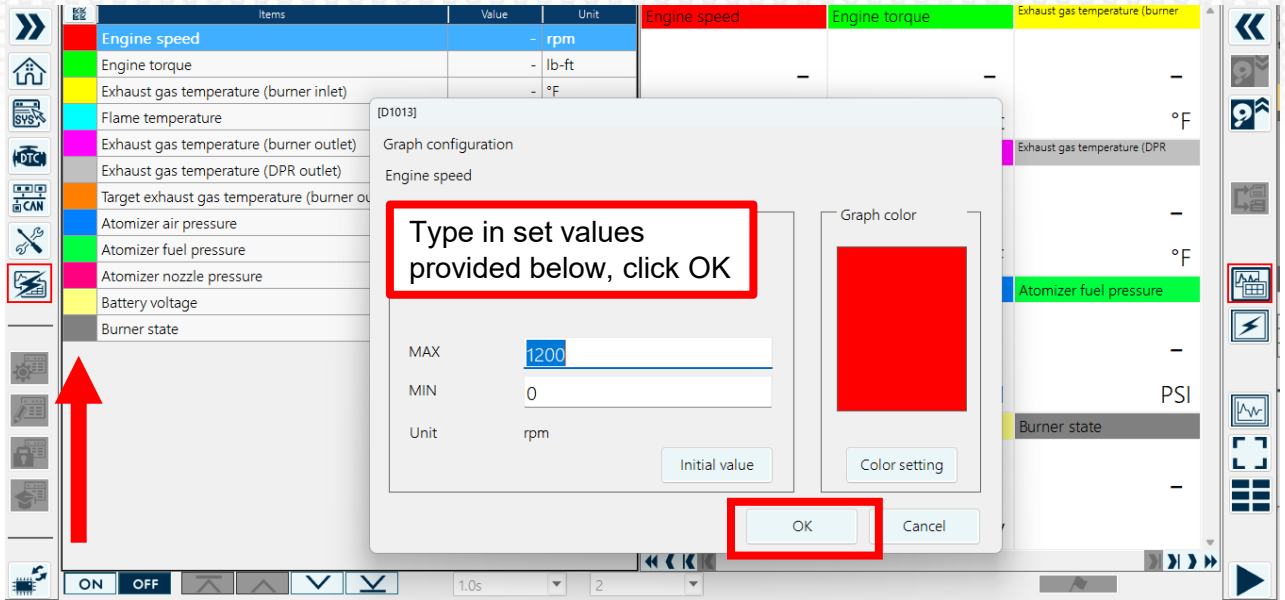 Items Value Unit
Engine speed - rpm
Engine torque - lb-ft
Exhaust gas temperature (burner inlet) - °F
Flame temperature
Exhaust gas temperature (burner outlet)
Exhaust gas temperature (DPR outlet)
Target exhaust gas temperature (burner ou
Atomizer air pressure
Atomizer fuel pressure
Atomizer nozzle pressure
Battery voltage
Burner state
SYS
DTC
CAN
Engine speed
-
Engine torque
-
Exhaust gas temperature (burner
-
°F
Exhaust gas temperature (DPR
-
°F
Atomizer fuel pressure
-
PSI
Burner state
-
[D1013]
Graph configuration
Engine speed
Type in set values
provided below, click OK
MAX 1200
MIN 0
Unit rpm
Initial value
Graph color
Color setting
OK Cancel
ON OFF 1.0s 2